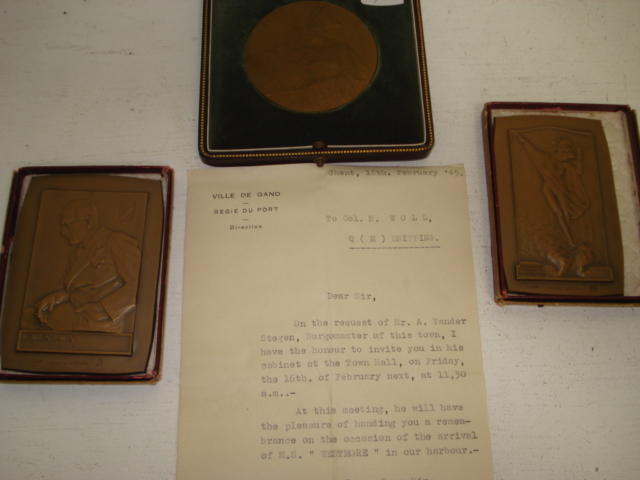 VILLE DE GAND
REGIE DU PORT
Direction
Ghent, 14th. February '45.
To Col. N. W O L L,
Q ( M ) SHIPPING.
Dear Sir,
On the request of Mr. A. Vander
Stegen, Burgomaster of this town, I
have the honour to invite you in his
cabinet at the Town Hall, on Friday,
the 16th. of February next, at 11,30
a.m..-
At this meeting, he will have
the pleasure of handing you a remem-
brance on the occasion of the arrival
of M.S. " WESTMORE " in our harbour.-